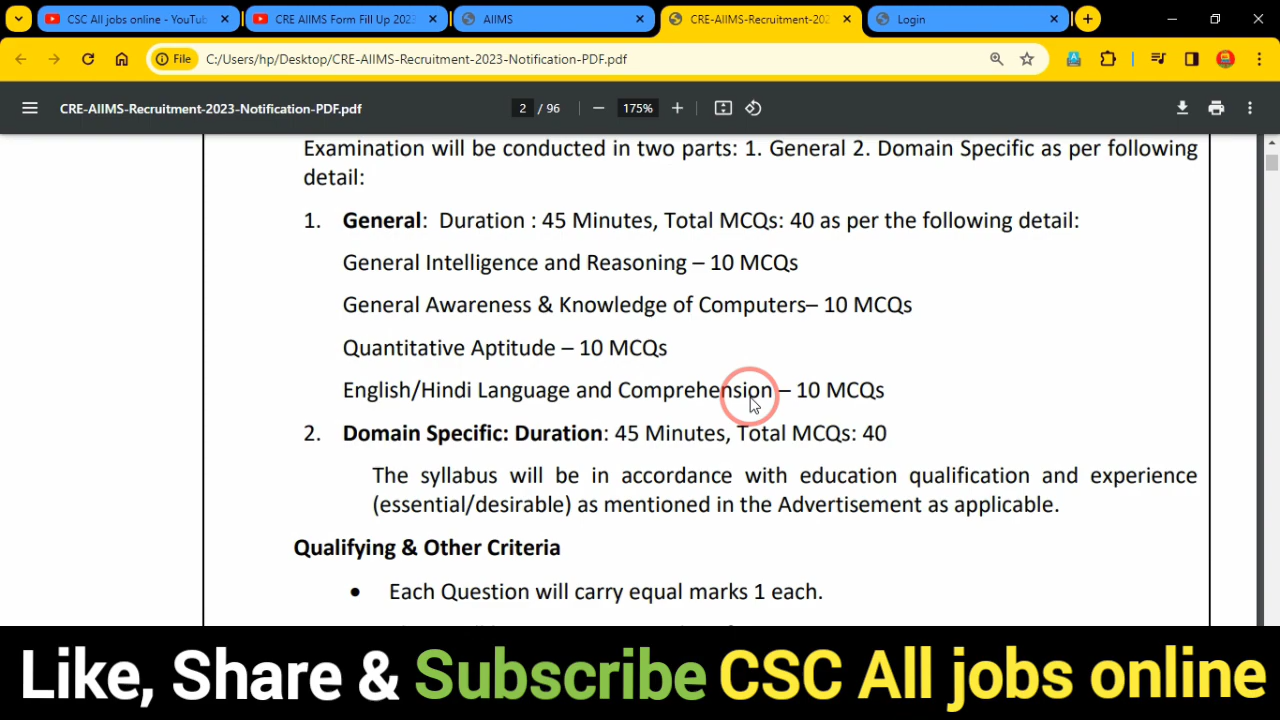 CSC All jobs online - YouTub
CRE AIIMS Form Fill Up 2023
AIIMS
CRE-AIIMS-Recruitment-202
Login
File
C:/Users/hp/Desktop/CRE-AIIMS-Recruitment-2023-Notification-PDF.pdf
CRE-AIIMS-Recruitment-2023-Notification-PDF.pdf
2 / 96
175%
Examination will be conducted in two parts: 1. General 2. Domain Specific as per following
detail:
1. General: Duration : 45 Minutes, Total MCQs: 40 as per the following detail:
General Intelligence and Reasoning – 10 MCQs
General Awareness & Knowledge of Computers– 10 MCQs
Quantitative Aptitude – 10 MCQs
English/Hindi Language and Comprehension – 10 MCQs
2. Domain Specific: Duration: 45 Minutes, Total MCQs: 40
The syllabus will be in accordance with education qualification and experience
(essential/desirable) as mentioned in the Advertisement as applicable.
Qualifying & Other Criteria
• Each Question will carry equal marks 1 each.
Like, Share & Subscribe CSC All jobs online